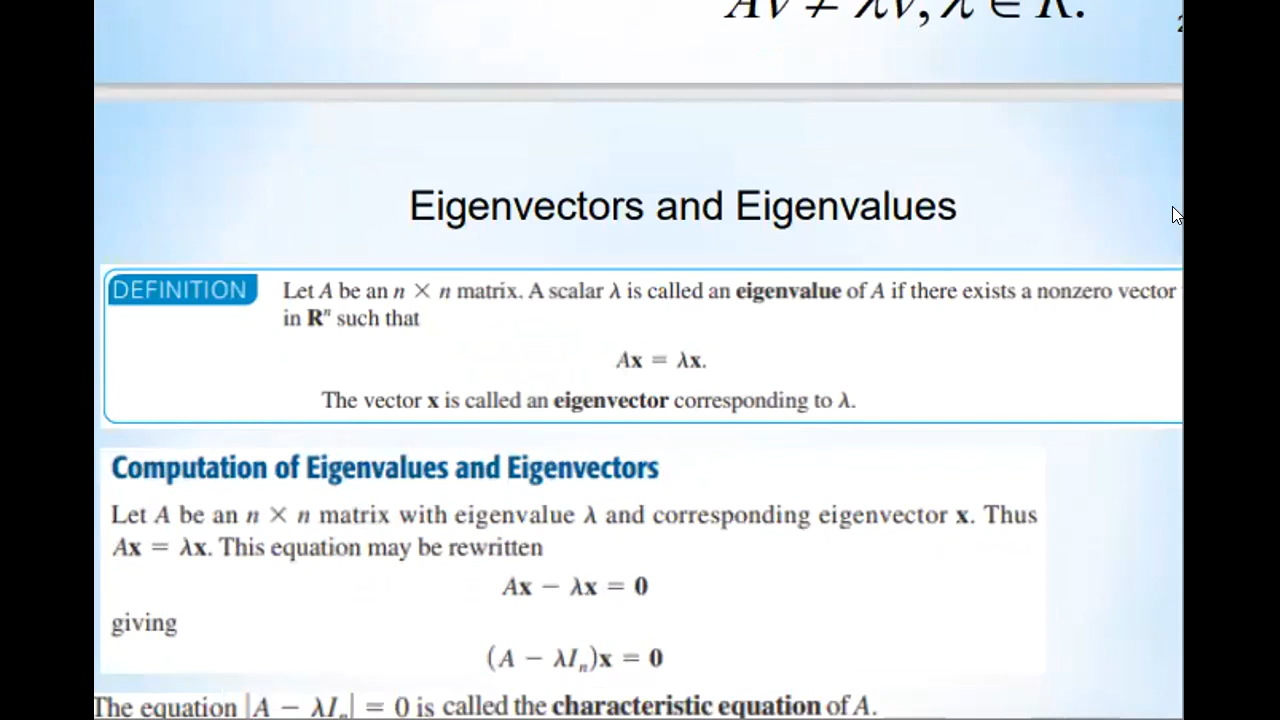 Av ≠ λv, λ ∈ R.
Eigenvectors and Eigenvalues
DEFINITION
Let A be an n × n matrix. A scalar λ is called an eigenvalue of A if there exists a nonzero vector
in Rⁿ such that
Ax = λx.
The vector x is called an eigenvector corresponding to λ.
Computation of Eigenvalues and Eigenvectors
Let A be an n × n matrix with eigenvalue λ and corresponding eigenvector x. Thus
Ax = λx. This equation may be rewritten
Ax − λx = 0
giving
(A − λIₙ)x = 0
The equation |A − λIₙ| = 0 is called the characteristic equation of A.